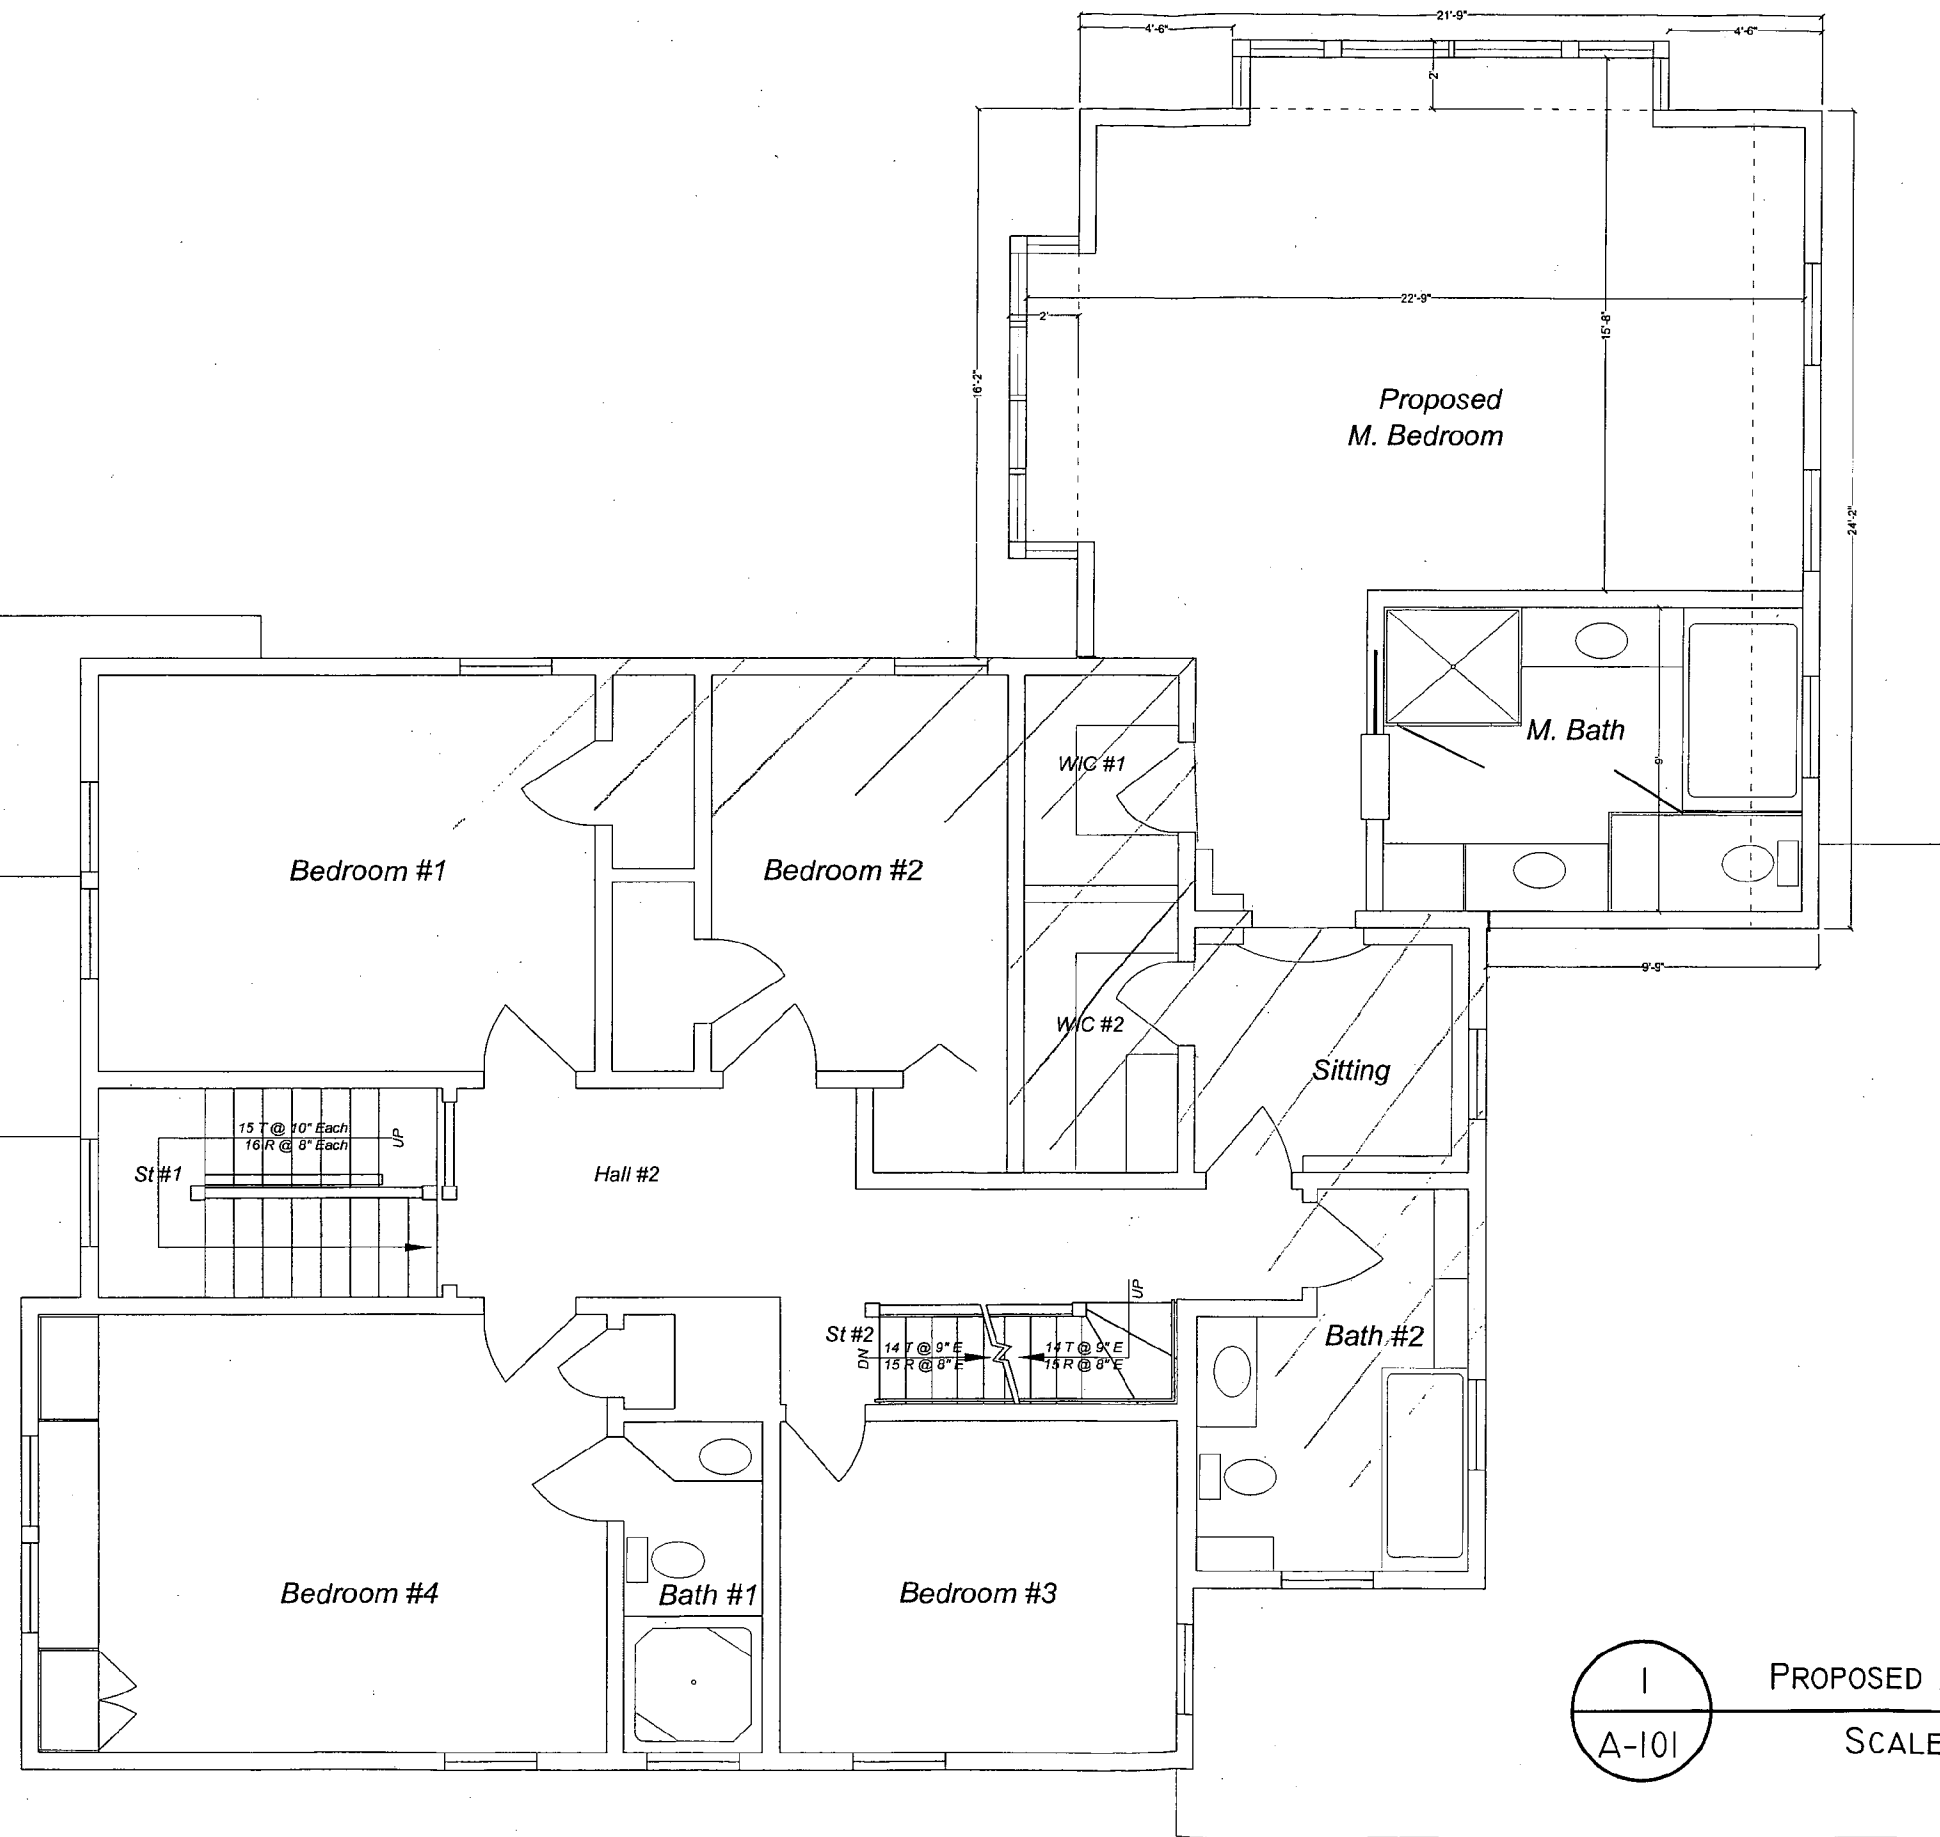 21'-9"
4'-6"
4'-6"
2'
22'-9"
2'
15'-8"
16'-2"
Proposed
M. Bedroom
24'-2"
M. Bath
9'
WIC #1
Bedroom #1
Bedroom #2
9'-9"
WIC #2
Sitting
15 T @ 10" Each
16 R @ 8" Each
UP
St #1
Hall #2
UP
St #2
DN
14 T @ 9" E
15 R @ 8" E
14 T @ 9" E
15 R @ 8" E
Bath #2
Bedroom #4
Bath #1
Bedroom #3
1
A-101
PROPOSED
SCALE